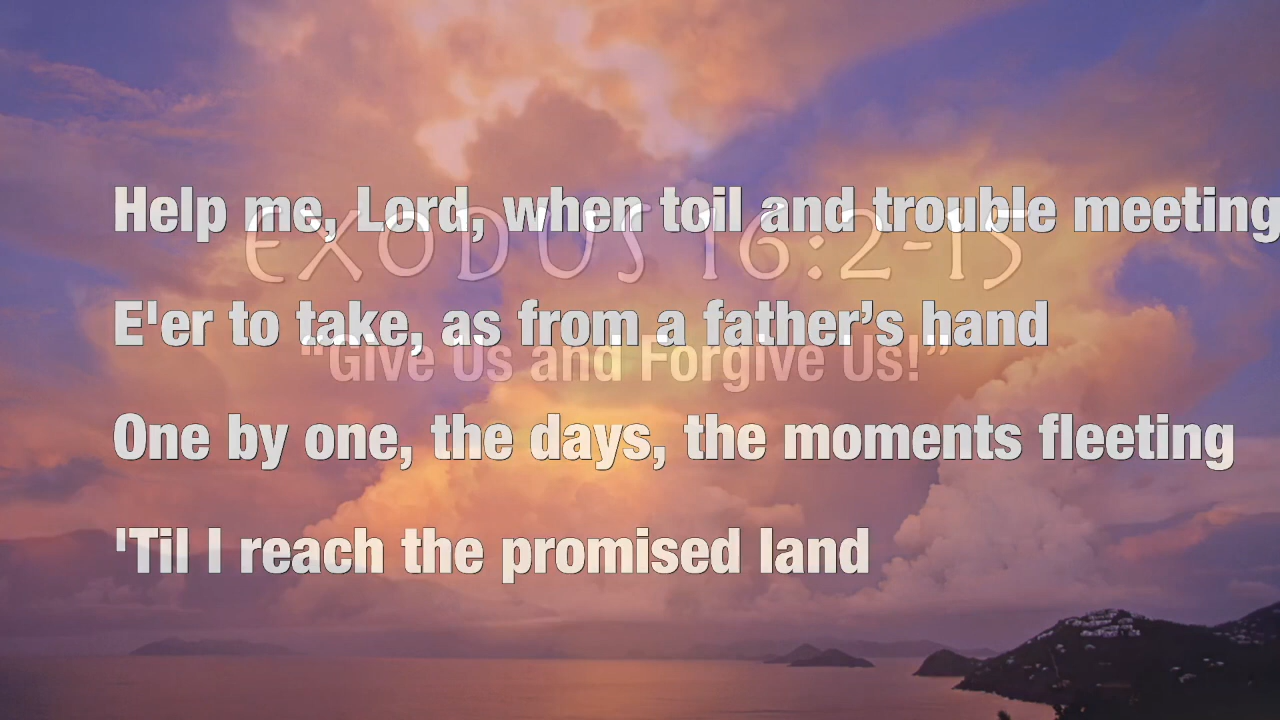 Help me, Lord, when toil and trouble meeting
EXODUS 16:2-15
E'er to take, as from a father’s hand
“Give Us and Forgive Us!”
One by one, the days, the moments fleeting
'Til I reach the promised land